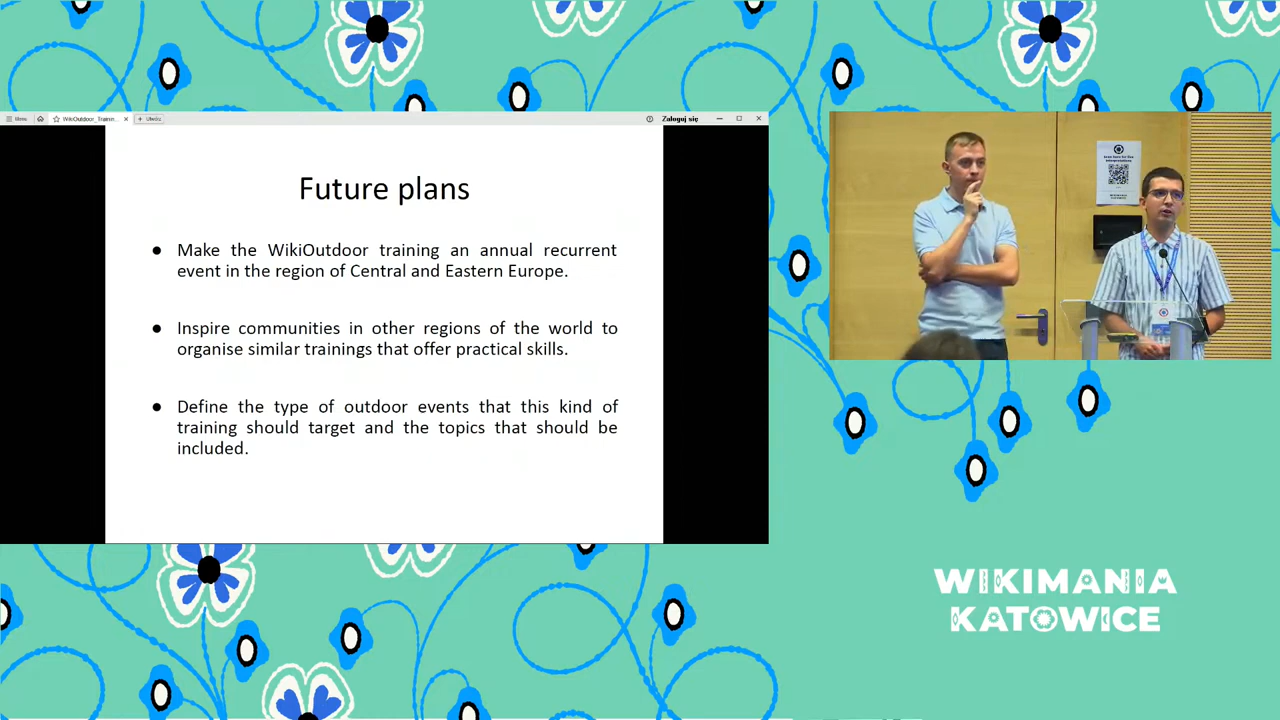 Menu
WikiOutdoor_Trainin...
Utwórz
Zaloguj się
Future plans
● Make the WikiOutdoor training an annual recurrent
event in the region of Central and Eastern Europe.
● Inspire communities in other regions of the world to
organise similar trainings that offer practical skills.
● Define the type of outdoor events that this kind of
training should target and the topics that should be
included.
WIKIMANIA
KATOWICE